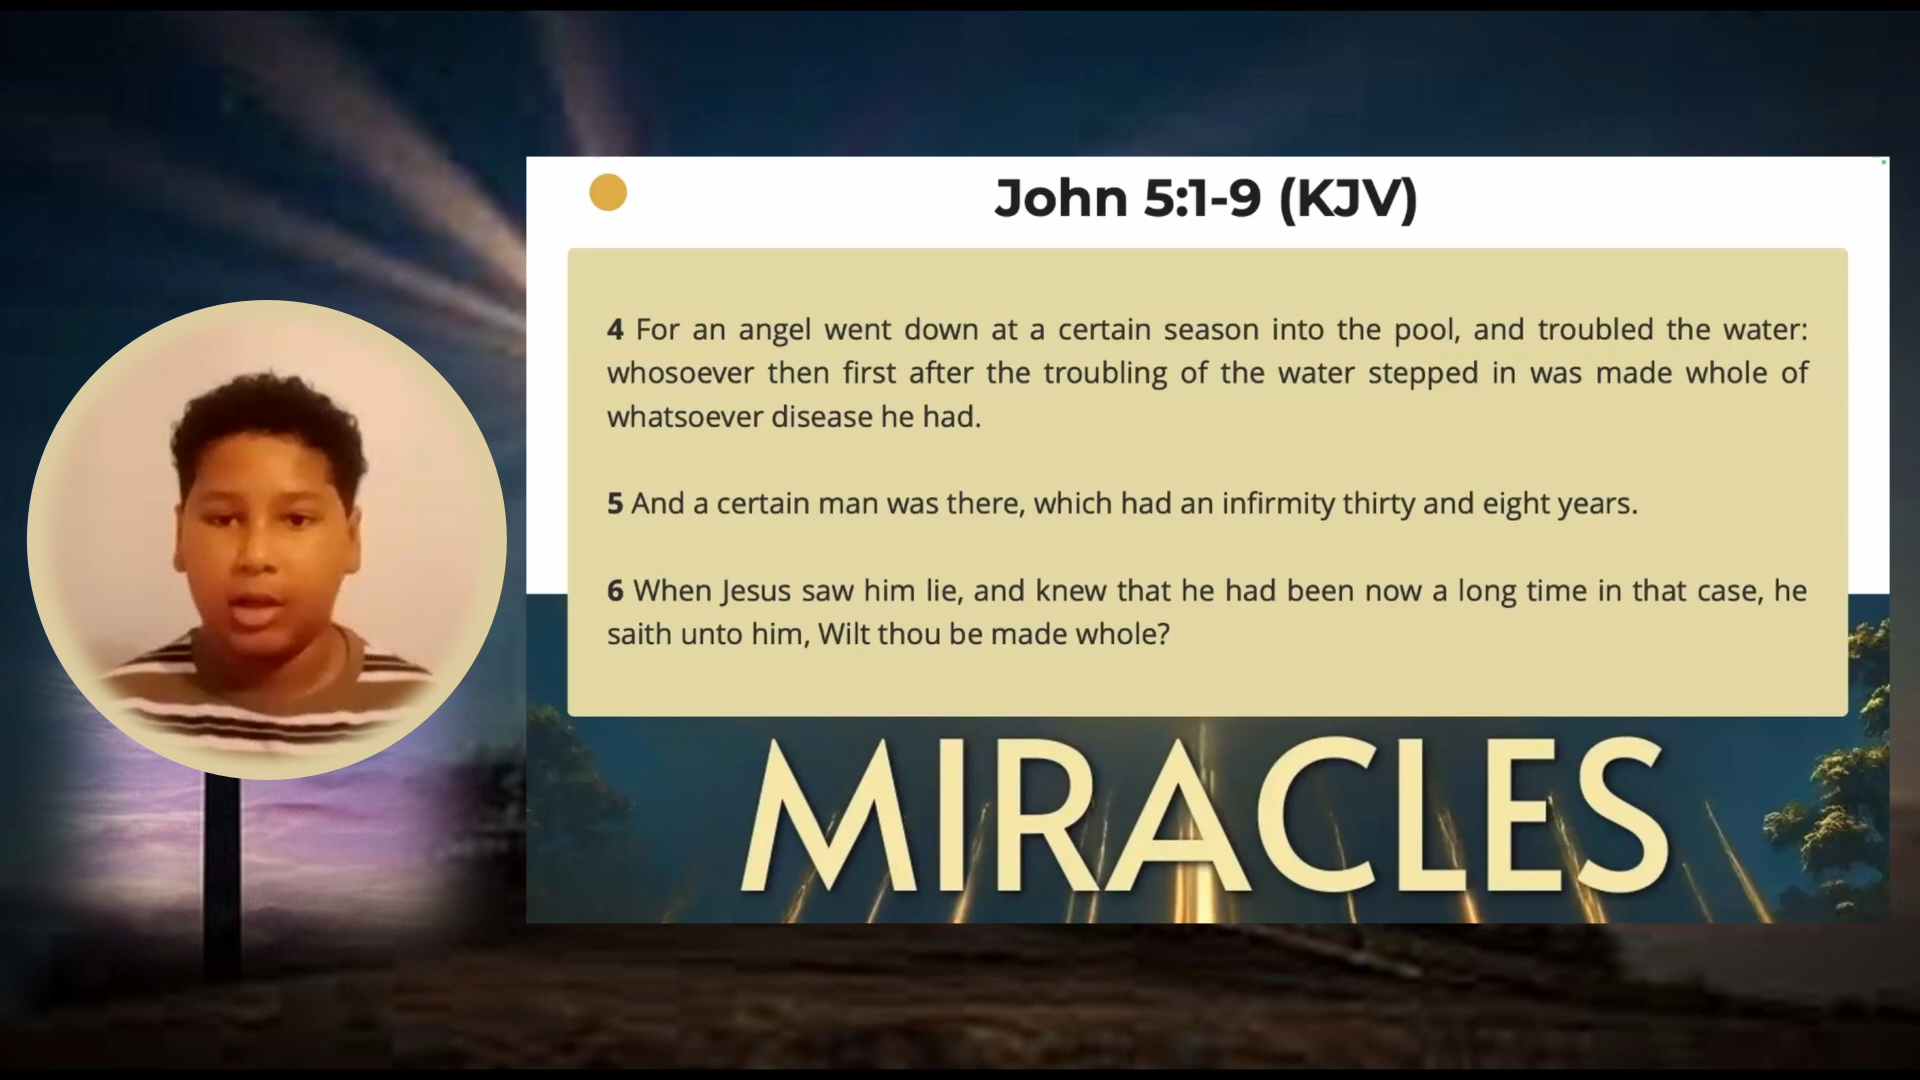 John 5:1-9 (KJV)
4 For an angel went down at a certain season into the pool, and troubled the water:
whosoever then first after the troubling of the water stepped in was made whole of
whatsoever disease he had.
5 And a certain man was there, which had an infirmity thirty and eight years.
6 When Jesus saw him lie, and knew that he had been now a long time in that case, he
saith unto him, Wilt thou be made whole?
MIRACLES